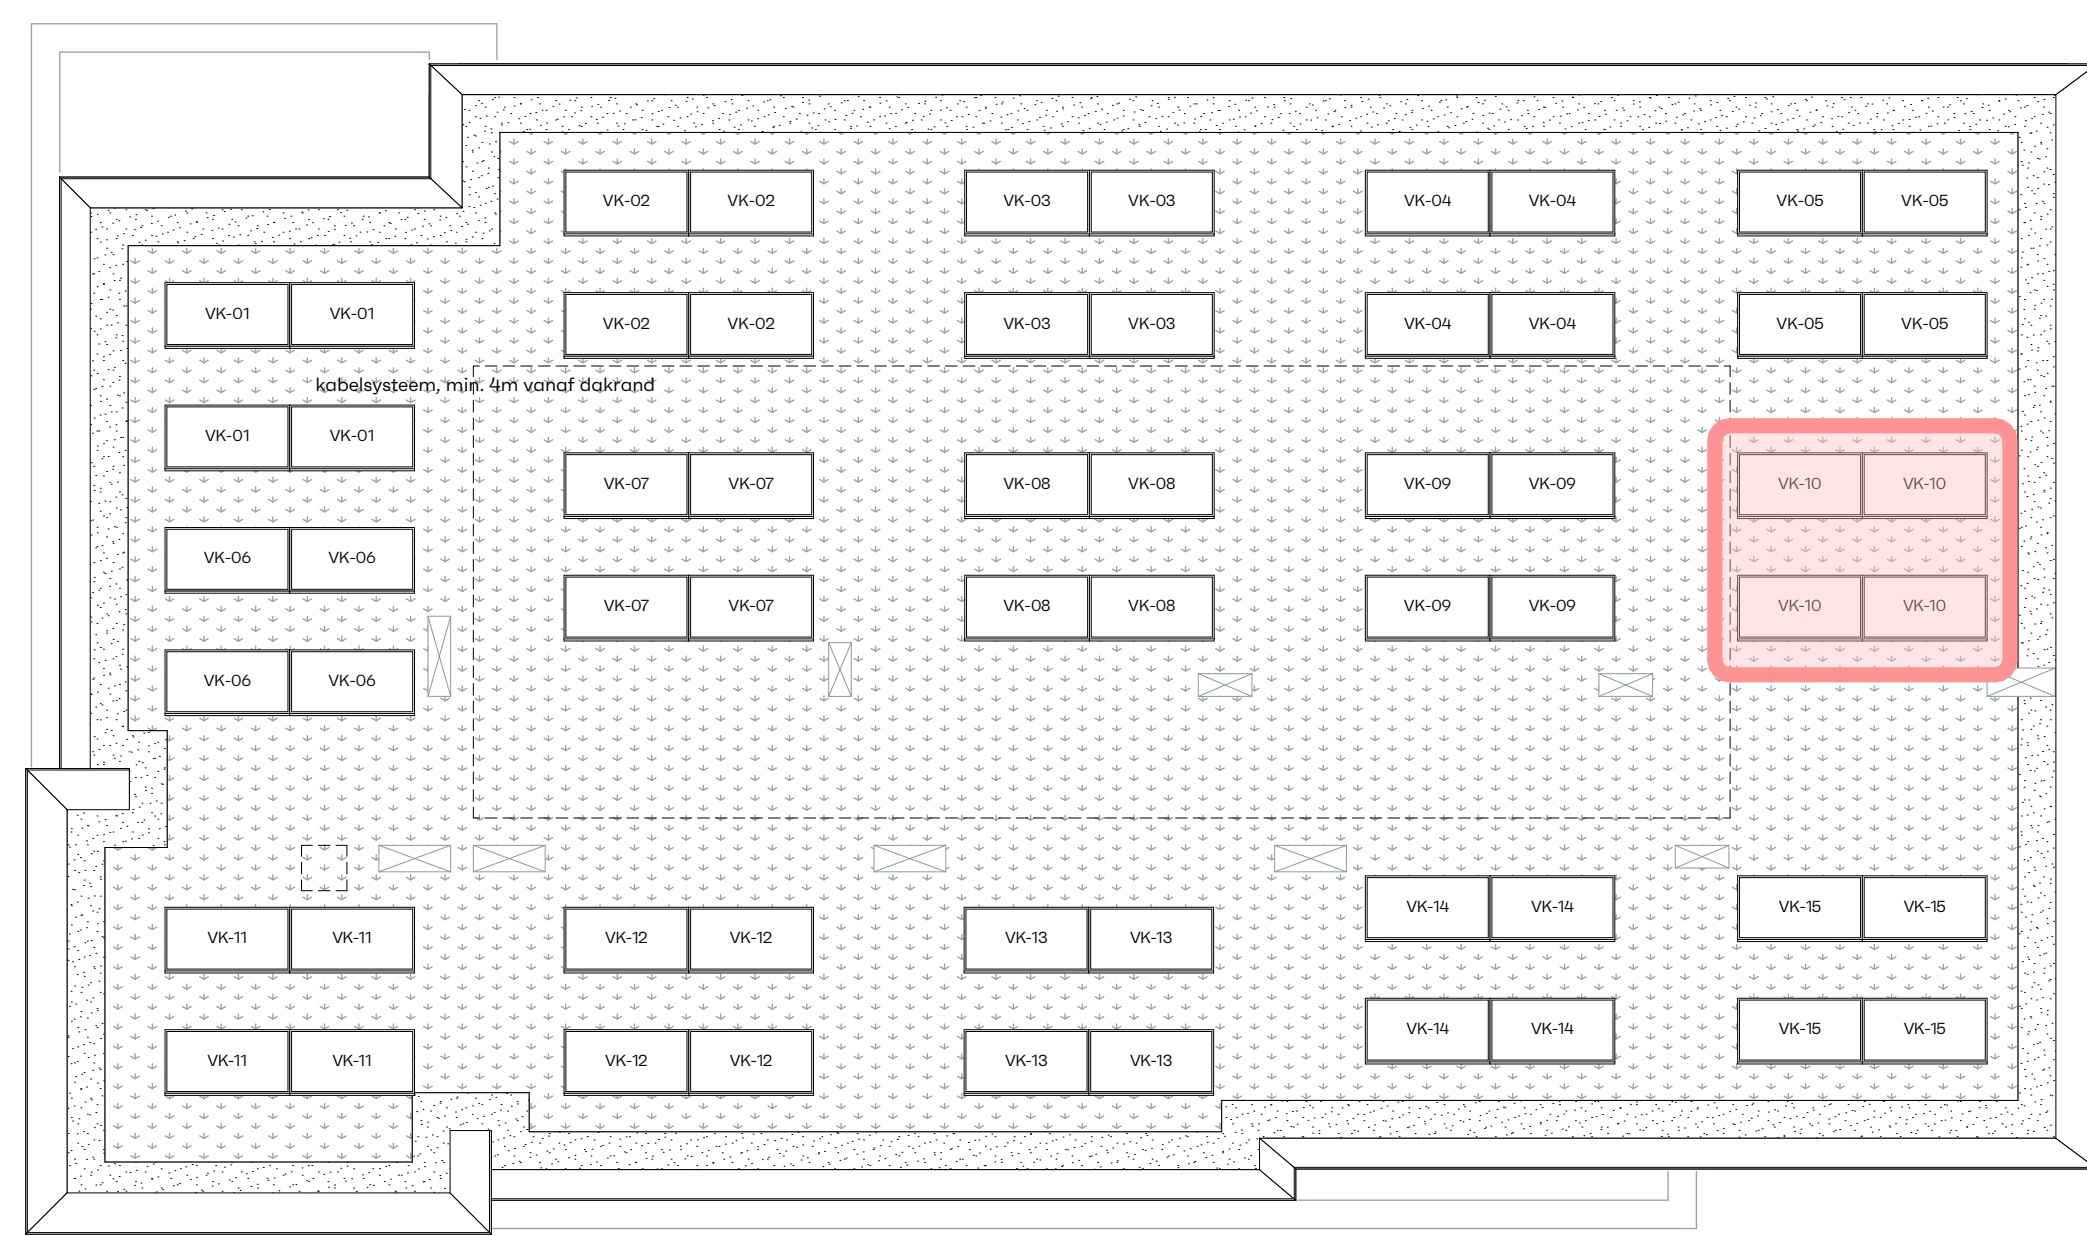 VK-02 VK-02 VK-03 VK-03 VK-04 VK-04 VK-05 VK-05
VK-01 VK-01
VK-02 VK-02 VK-03 VK-03 VK-04 VK-04 VK-05 VK-05
kabelsysteem, min. 4m vanaf dakrand
VK-01 VK-01
VK-07 VK-07 VK-08 VK-08 VK-09 VK-09 VK-10 VK-10
VK-06 VK-06
VK-07 VK-07 VK-08 VK-08 VK-09 VK-09 VK-10 VK-10
VK-06 VK-06
VK-14 VK-14 VK-15 VK-15
VK-11 VK-11 VK-12 VK-12 VK-13 VK-13
VK-14 VK-14 VK-15 VK-15
VK-11 VK-11 VK-12 VK-12 VK-13 VK-13